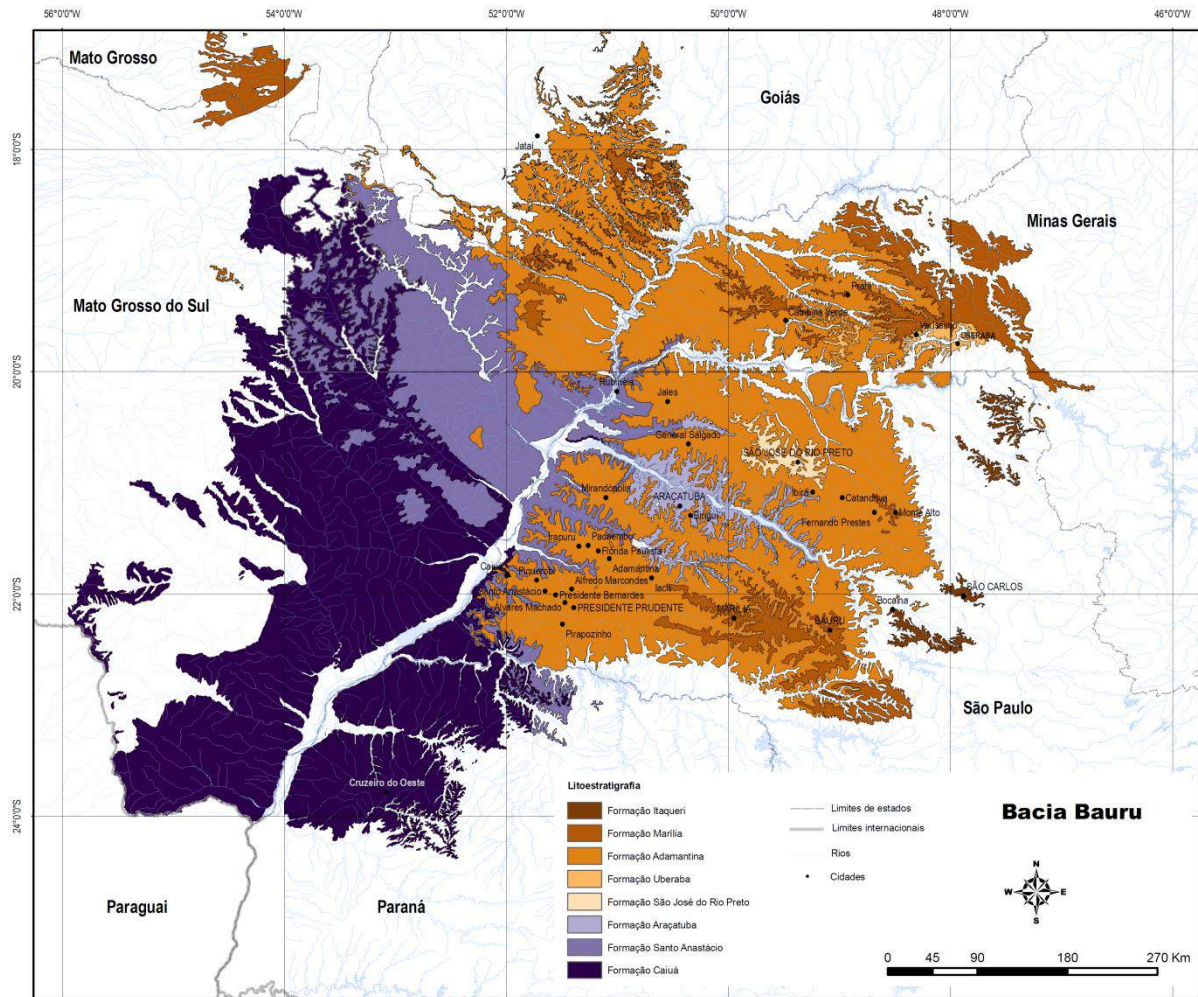 56°0'0"W
54°0'0"W
52°0'0"W
50°0'0"W
48°0'0"W
46°0'0"W
Mato Grosso
Goiás
18°0'0"S
Jataí
Minas Gerais
Mato Grosso do Sul
Prata
Campina Verde
Veríssimo
UBERABA
20°0'0"S
Rubinéia
Jales
General Salgado
SÃO JOSÉ DO RIO PRETO
Mirandópolis
ARAÇATUBA
Ibirá
Catanduva
Birigui
Fernando Prestes
Monte Alto
Irapuru
Pacaembu
Flórida Paulista
Adamantina
Caiuá
Piquerobi
Alfredo Marcondes
Iacri
SÃO CARLOS
22°0'0"S
Santo Anastácio
Presidente Bernardes
Bocaina
Álvares Machado
PRESIDENTE PRUDENTE
MARÍLIA
BAURU
Pirapozinho
São Paulo
Cruzeiro do Oeste
24°0'0"S
Paraguai
Paraná
Litoestratigrafia
Formação Itaqueri
Formação Marília
Formação Adamantina
Formação Uberaba
Formação São José do Rio Preto
Formação Araçatuba
Formação Santo Anastácio
Formação Caiuá
Limites de estados
Limites internacionais
Rios
Cidades
Bacia Bauru
N
W
E
S
0 45 90 180 270 Km